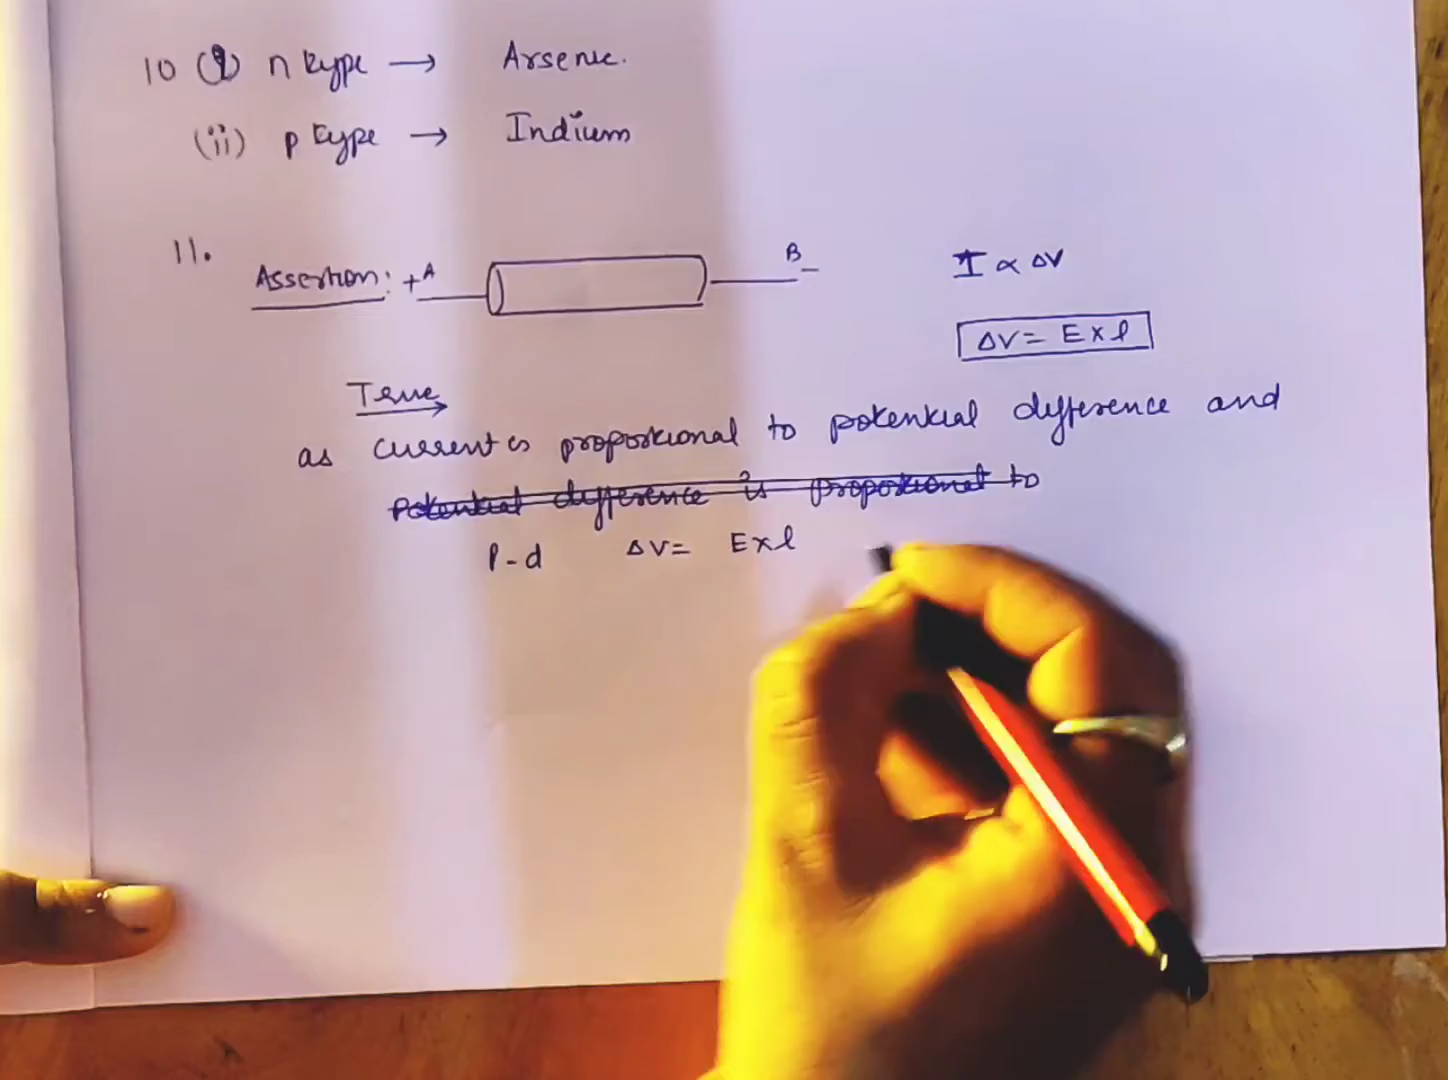 10 (i) n type → Arsenic.
(ii) p type → Indium
11.
Assertion: +A B -
I ∝ ΔV
ΔV = E×l
True
as current is proportional to potential difference and
potential difference is proportional to
P-d ΔV = E×l